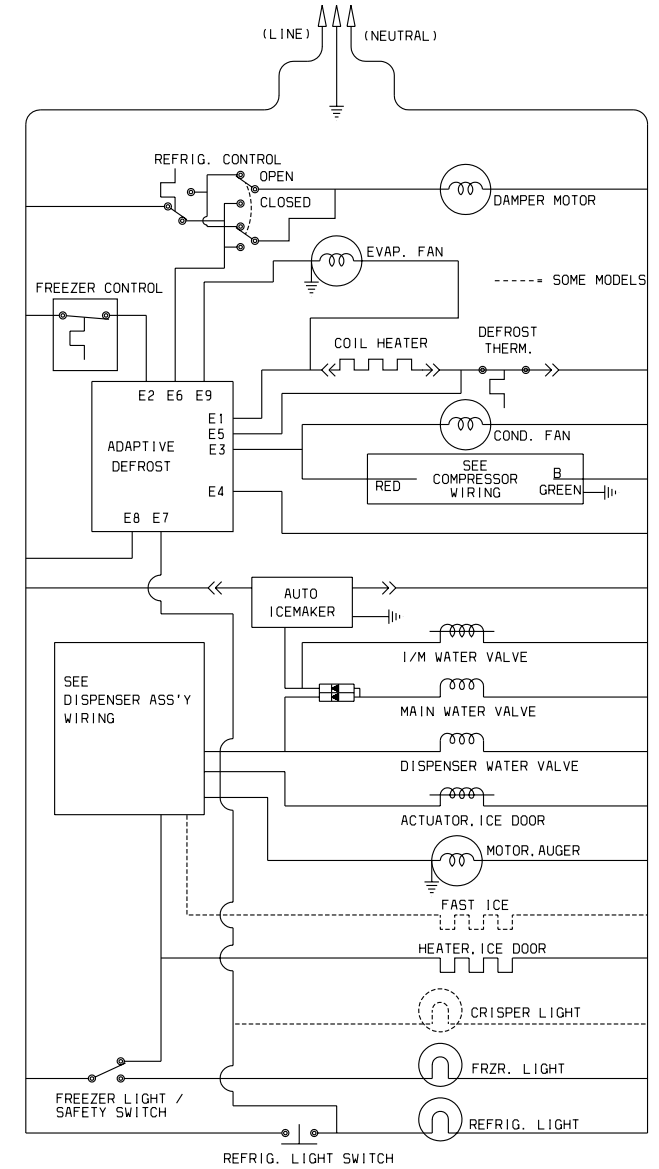 (LINE)
(NEUTRAL)
REFRIG. CONTROL
OPEN
CLOSED
DAMPER MOTOR
EVAP. FAN
SOME MODELS
FREEZER CONTROL
COIL HEATER
DEFROST
THERM.
E2 E6 E9
E1
E5
E3
E4
E8 E7
ADAPTIVE
DEFROST
COND. FAN
RED
SEE
COMPRESSOR
WIRING
B
GREEN
AUTO
ICEMAKER
I/M WATER VALVE
SEE
DISPENSER ASS'Y
WIRING
MAIN WATER VALVE
DISPENSER WATER VALVE
ACTUATOR, ICE DOOR
MOTOR, AUGER
FAST ICE
HEATER, ICE DOOR
CRISPER LIGHT
FRZR. LIGHT
FREEZER LIGHT /
SAFETY SWITCH
REFRIG. LIGHT
REFRIG. LIGHT SWITCH